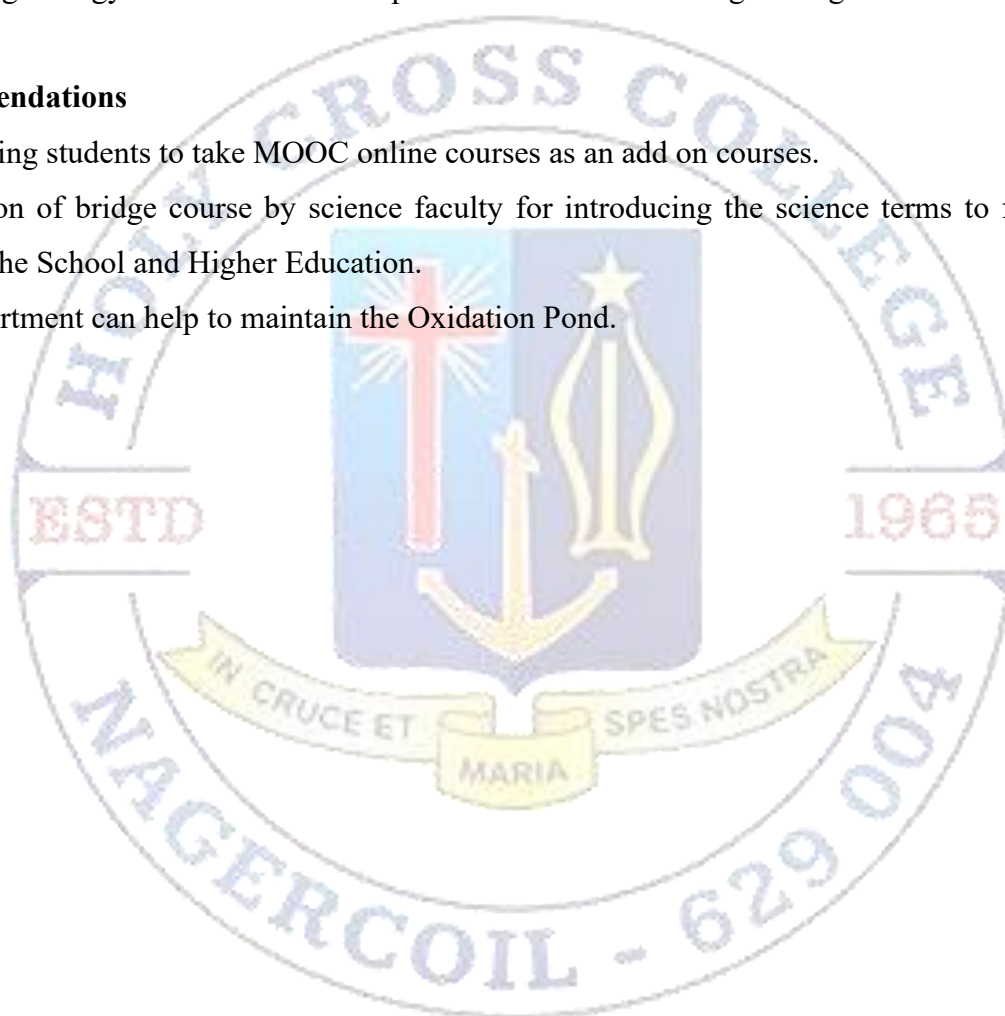 endations
ing students to take MOOC online courses as an add on courses.
on of bridge course by science faculty for introducing the science terms to
he School and Higher Education.
rtment can help to maintain the Oxidation Pond.
HOLY CROSS COLLEGE
ESTD 1965
IN CRUCE ET MARIA SPES NOSTRA
NAGERCOIL - 629 004